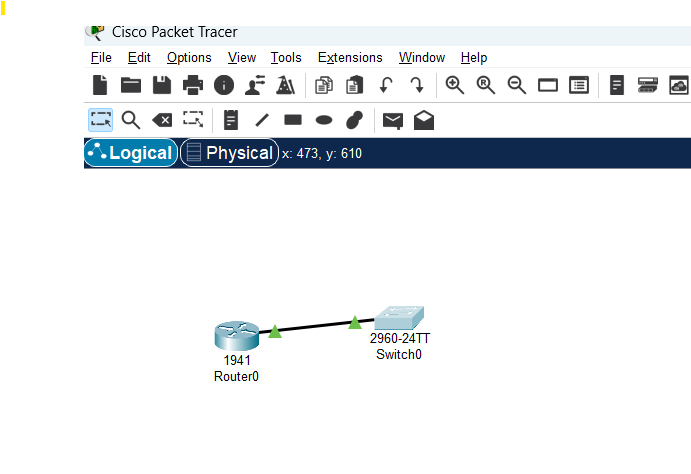 Cisco Packet Tracer
File Edit Options View Tools Extensions Window Help
Logical Physical x: 473, y: 610
2960-24TT
Switch0
1941
Router0